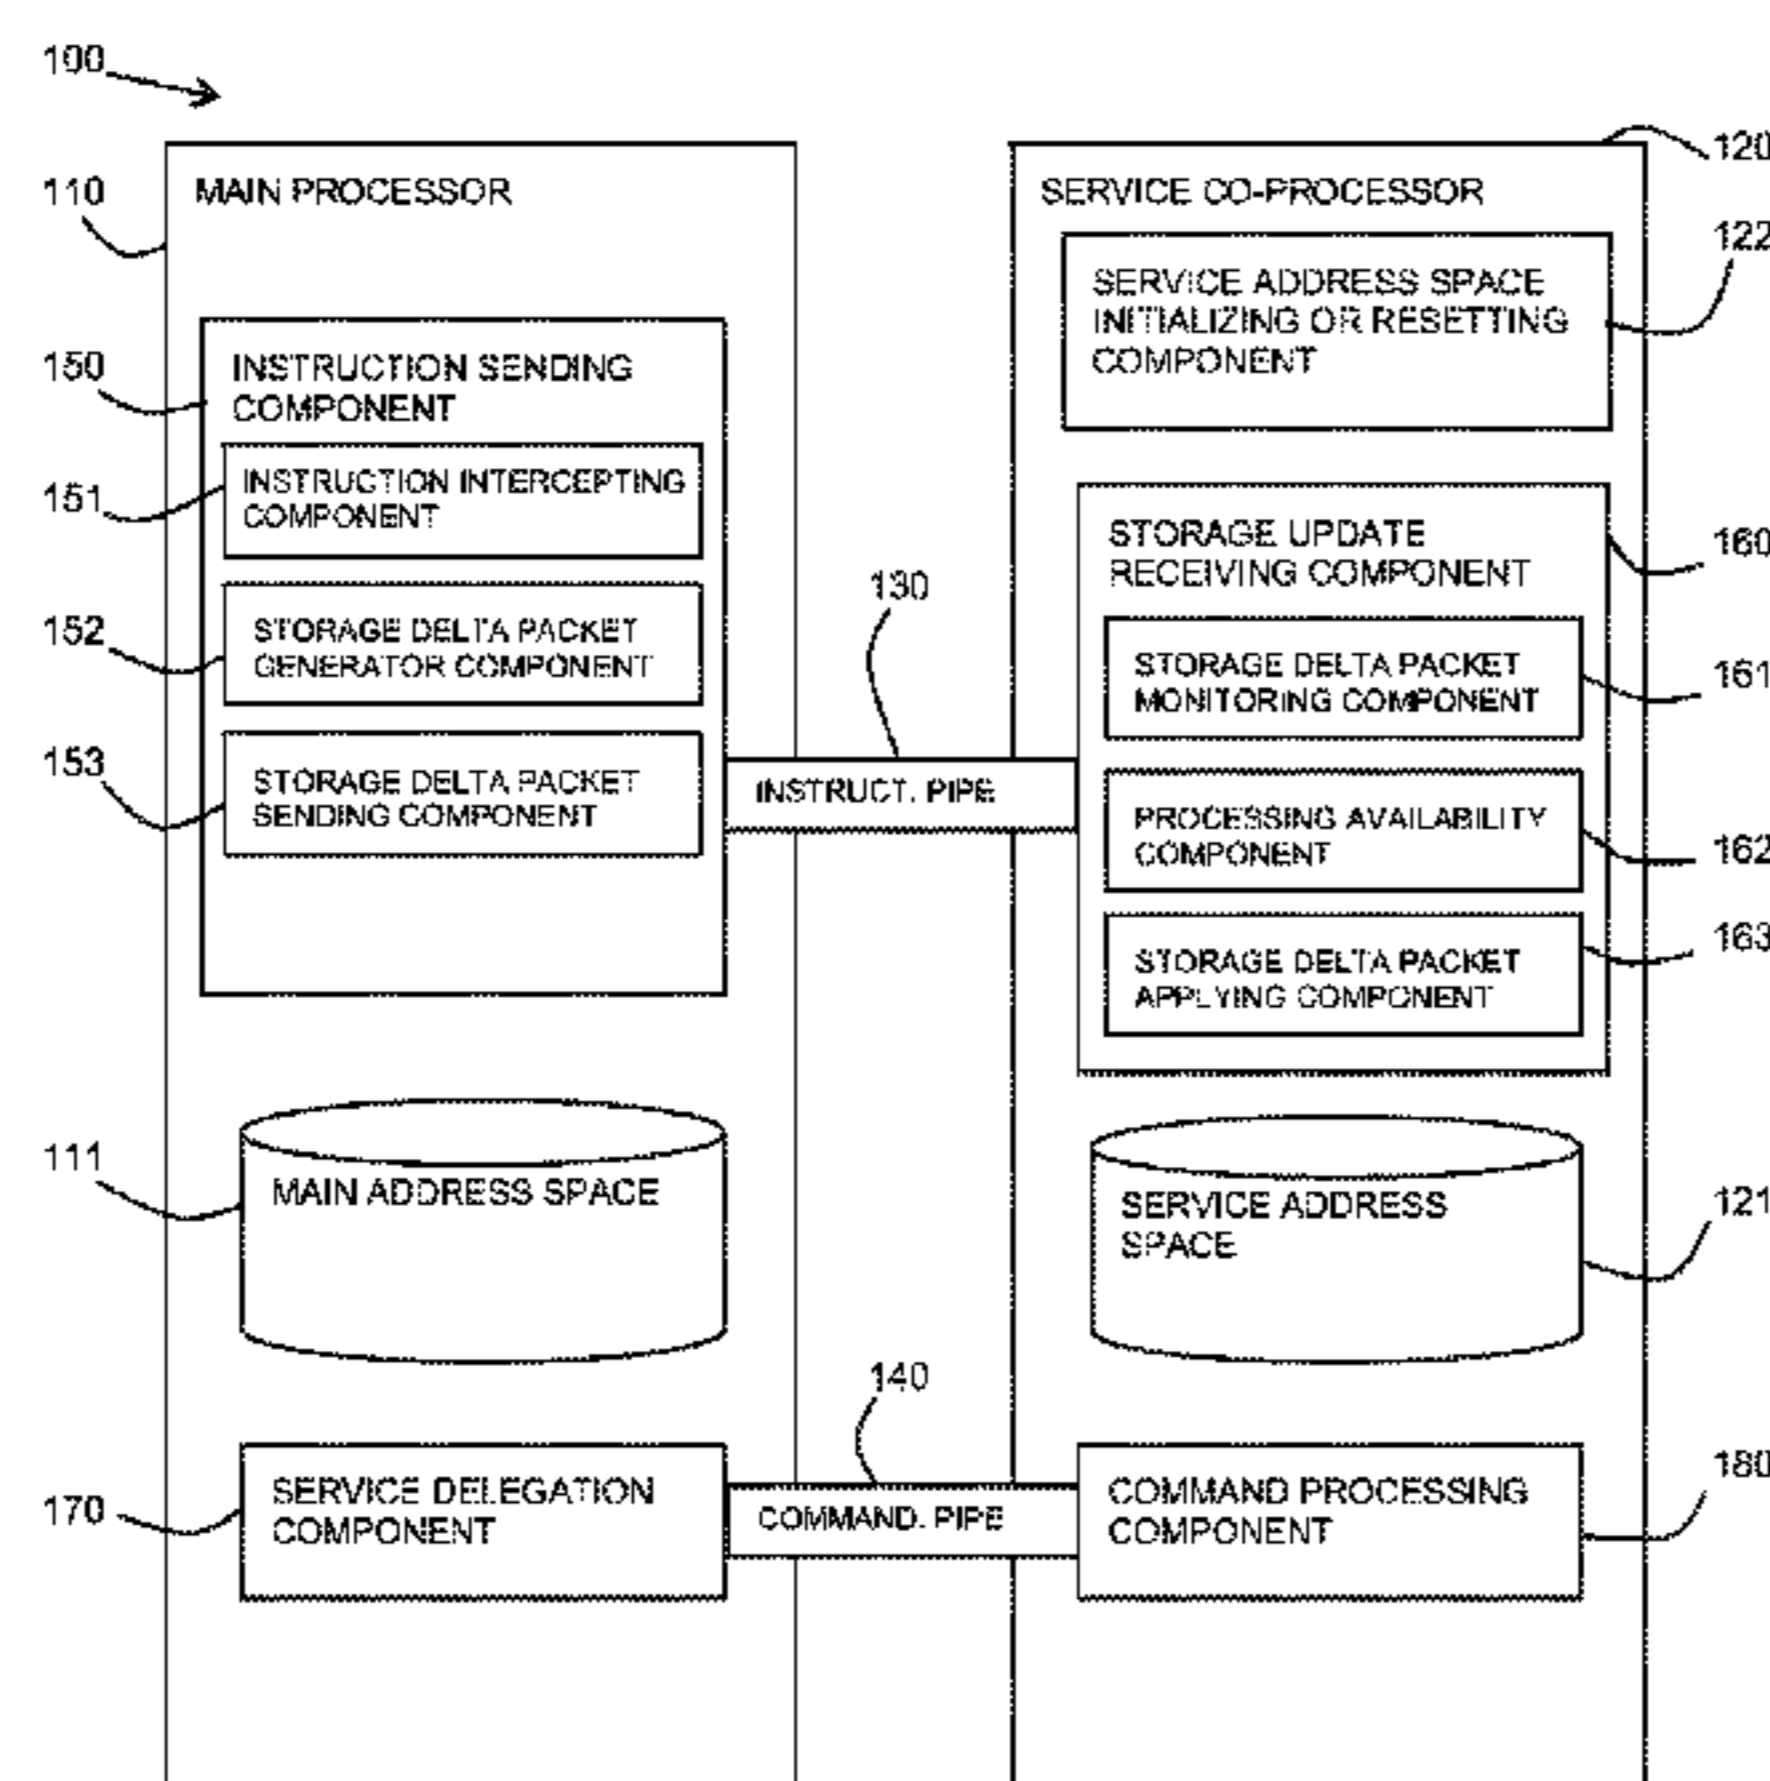 100
110
MAIN PROCESSOR
150
INSTRUCTION SENDING
COMPONENT
151
INSTRUCTION INTERCEPTING
COMPONENT
152
STORAGE DELTA PACKET
GENERATOR COMPONENT
153
STORAGE DELTA PACKET
SENDING COMPONENT
111
MAIN ADDRESS SPACE
170
SERVICE DELEGATION
COMPONENT
130
INSTRUCT. PIPE
140
COMMAND. PIPE
120
SERVICE CO-PROCESSOR
122
SERVICE ADDRESS SPACE
INITIALIZING OR RESETTING
COMPONENT
160
STORAGE UPDATE
RECEIVING COMPONENT
161
STORAGE DELTA PACKET
MONITORING COMPONENT
162
PROCESSING AVAILABILITY
COMPONENT
163
STORAGE DELTA PACKET
APPLYING COMPONENT
121
SERVICE ADDRESS
SPACE
180
COMMAND PROCESSING
COMPONENT